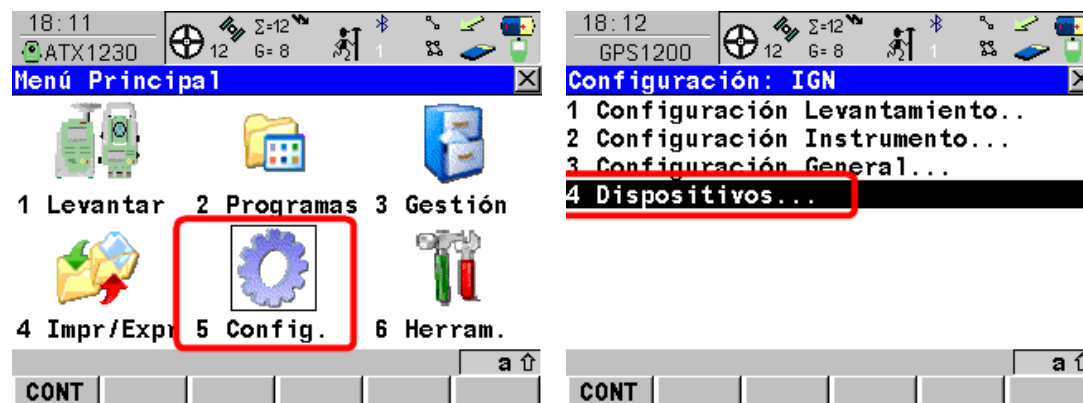 18:11
ATX1230
12
Σ=12
G= 8
1
Menú Principal
1 Levantar
2 Programas
3 Gestión
4 Impr/Expr
5 Config.
6 Herram.
a
CONT
18:12
GPS1200
12
Σ=12
G= 8
1
Configuración: IGN
1 Configuración Levantamiento..
2 Configuración Instrumento...
3 Configuración General...
4 Dispositivos...
a
CONT